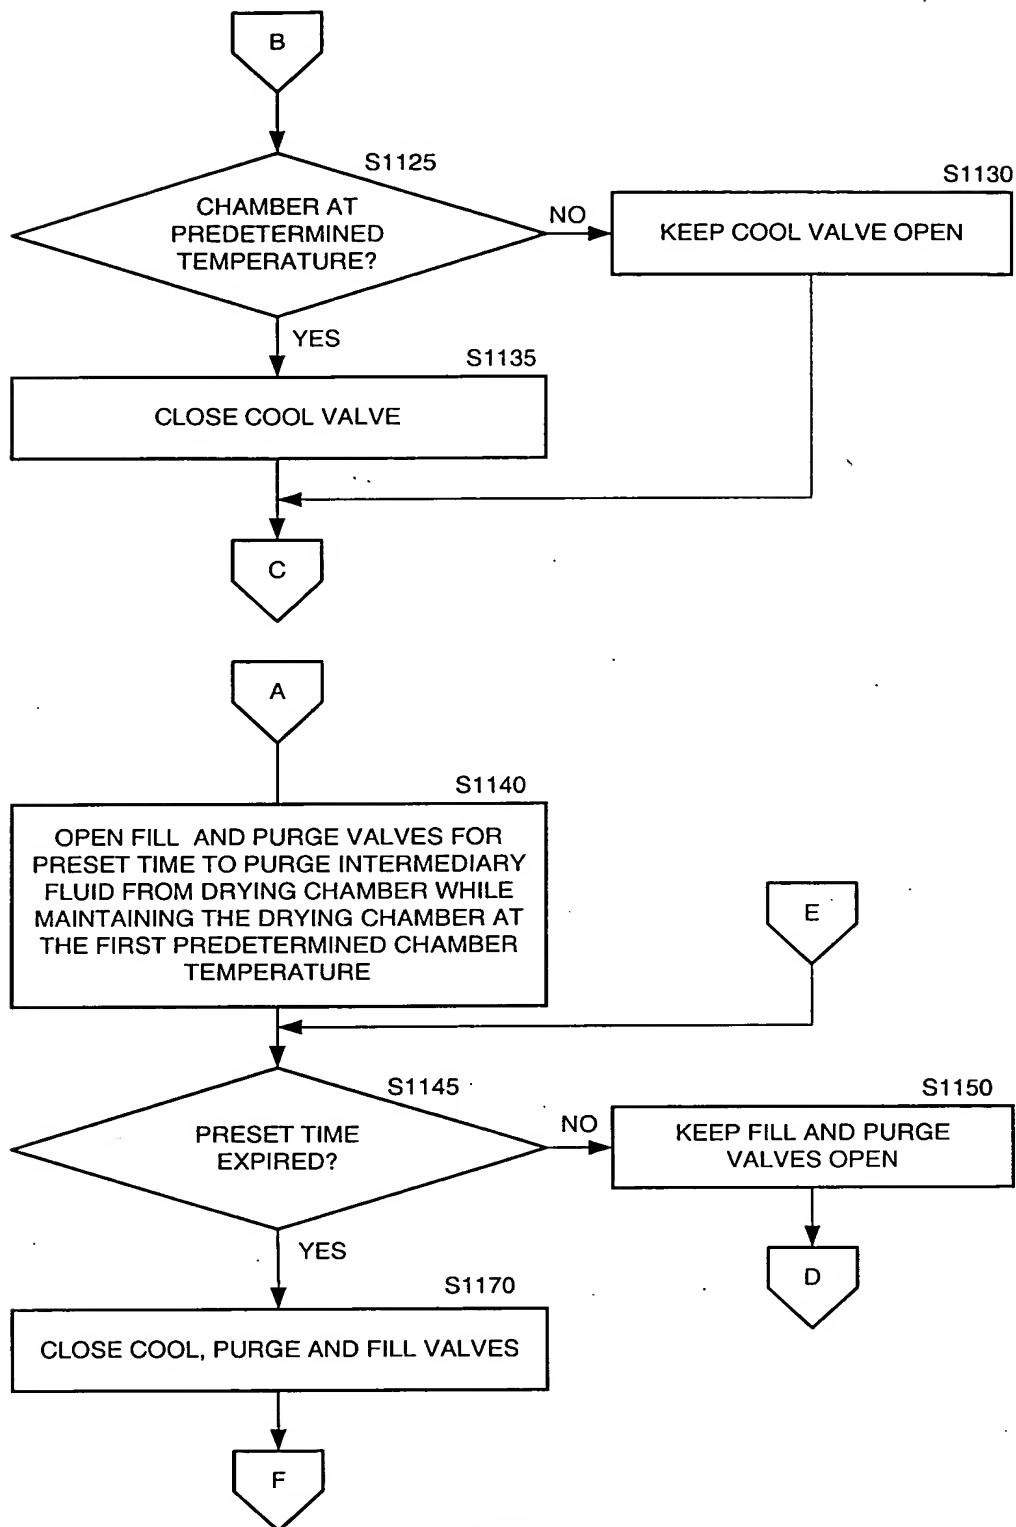 B
S1125
CHAMBER AT
PREDETERMINED
TEMPERATURE?
NO
S1130
KEEP COOL VALVE OPEN
YES
S1135
CLOSE COOL VALVE
C
A
S1140
OPEN FILL AND PURGE VALVES FOR
PRESET TIME TO PURGE INTERMEDIARY
FLUID FROM DRYING CHAMBER WHILE
MAINTAINING THE DRYING CHAMBER AT
THE FIRST PREDETERMINED CHAMBER
TEMPERATURE
E
S1145
PRESET TIME
EXPIRED?
NO
S1150
KEEP FILL AND PURGE
VALVES OPEN
D
YES
S1170
CLOSE COOL, PURGE AND FILL VALVES
F